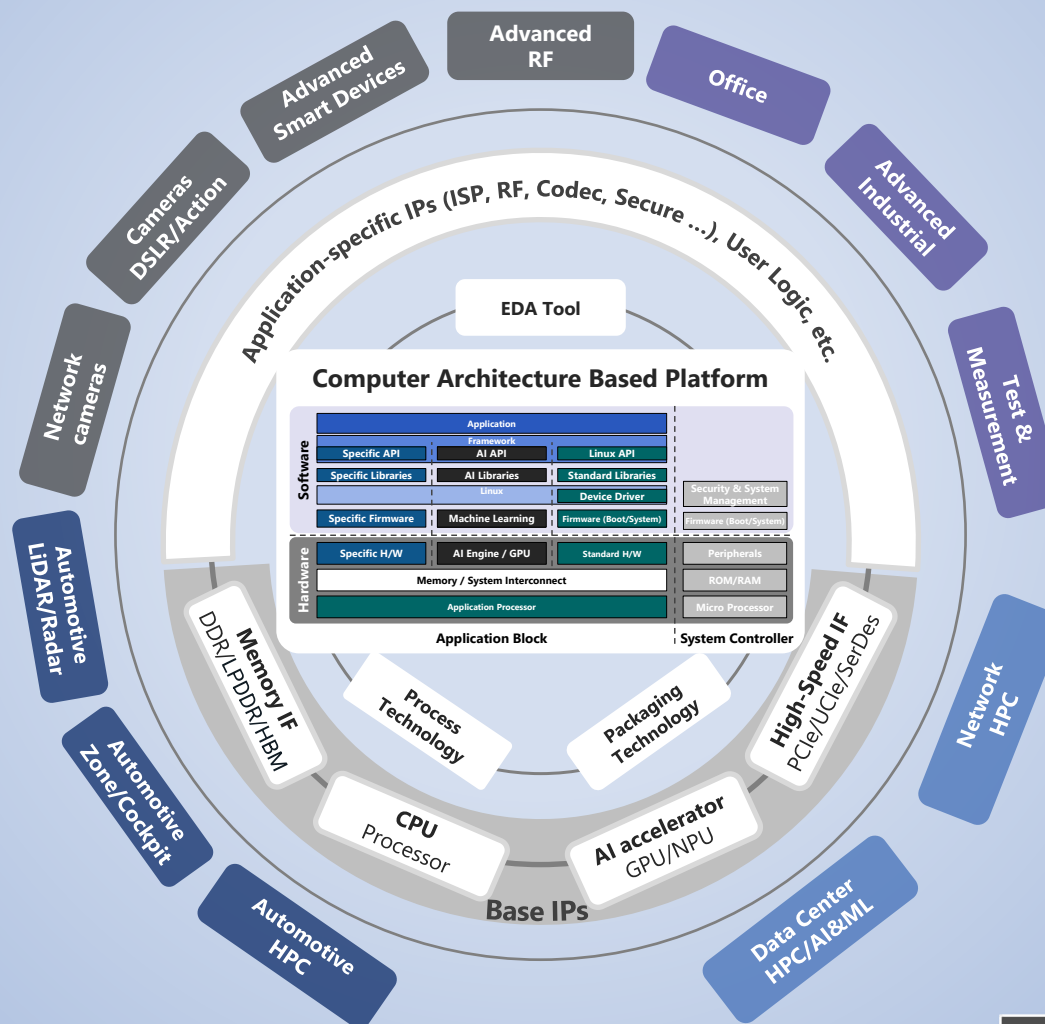 Advanced
RF
Office
Advanced
Industrial
Test &
Measurement
Network
HPC
Data Center
HPC/AI&ML
Automotive
HPC
Automotive
Zone/Cockpit
Automotive
LiDAR/Radar
Network
cameras
Cameras
DSLR/Action
Advanced
Smart Devices
Application-specific IPs (ISP, RF, Codec, Secure ...), User Logic, etc.
EDA Tool
Computer Architecture Based Platform
Software
Application
Framework
Specific API
AI API
Linux API
Specific Libraries
AI Libraries
Standard Libraries
Linux
Device Driver
Security & System
Management
Specific Firmware
Machine Learning
Firmware (Boot/System)
Firmware (Boot/System)
Hardware
Specific H/W
AI Engine / GPU
Standard H/W
Peripherals
Memory / System Interconnect
ROM/RAM
Application Processor
Micro Processor
Application Block
System Controller
Process
Technology
Packaging
Technology
Memory IF
DDR/LPDDR/HBM
CPU
Processor
AI accelerator
GPU/NPU
High-Speed IF
PCIe/UCIe/SerDes
Base IPs